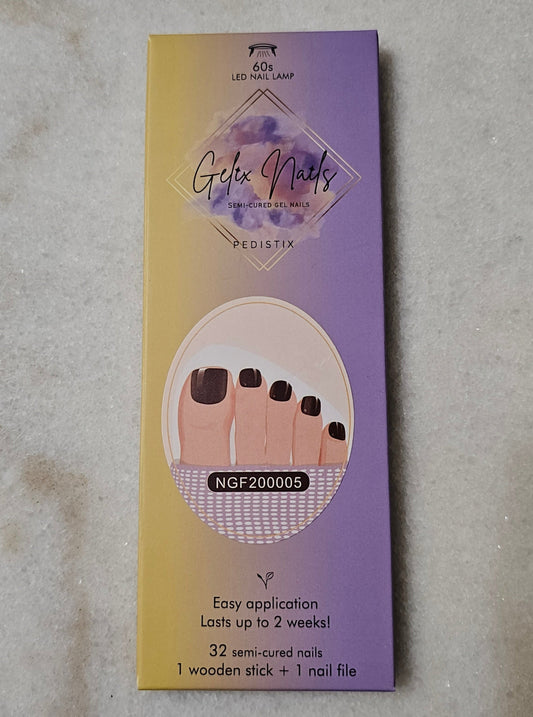 60s
LED NAIL LAMP
Gelix Nails
SEMI-CURED GEL NAILS
PEDISTIX
NGF200005
Easy application
Lasts up to 2 weeks!
32 semi-cured nails
1 wooden stick + 1 nail file